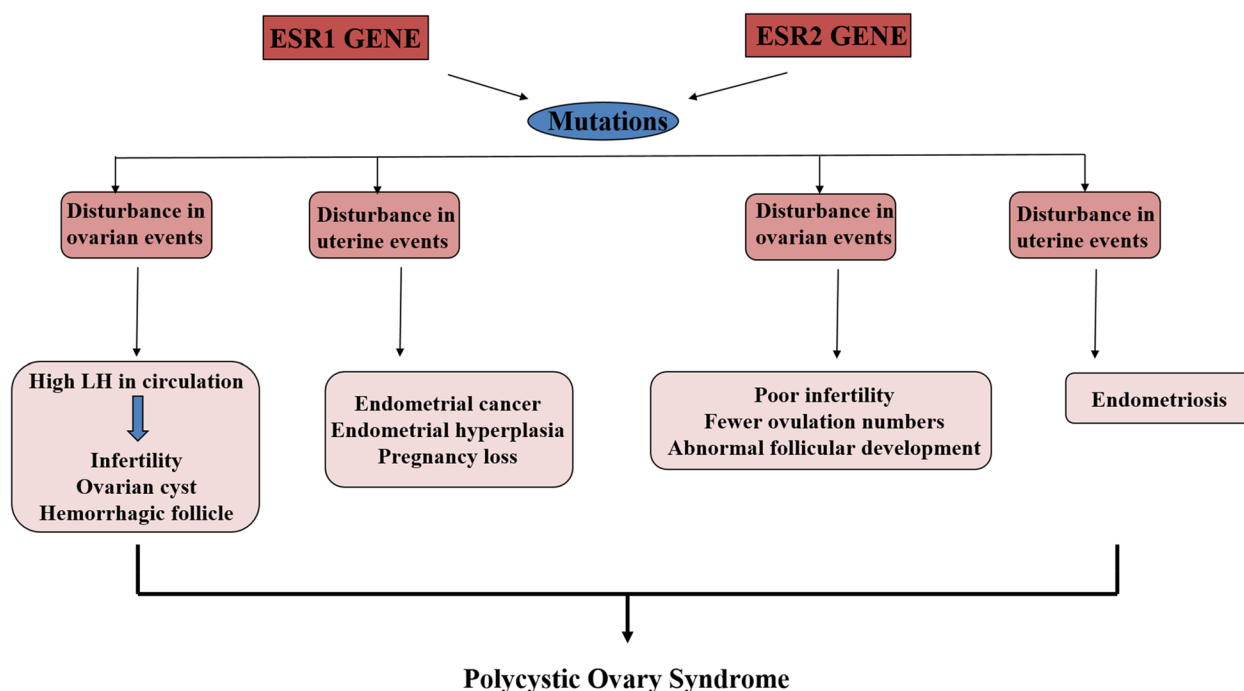 ESR1 GENE
ESR2 GENE
Mutations
Disturbance in
ovarian events
Disturbance in
uterine events
Disturbance in
ovarian events
Disturbance in
uterine events
High LH in circulation
Infertility
Ovarian cyst
Hemorrhagic follicle
Endometrial cancer
Endometrial hyperplasia
Pregnancy loss
Poor infertility
Fewer ovulation numbers
Abnormal follicular development
Endometriosis
Polycystic Ovary Syndrome